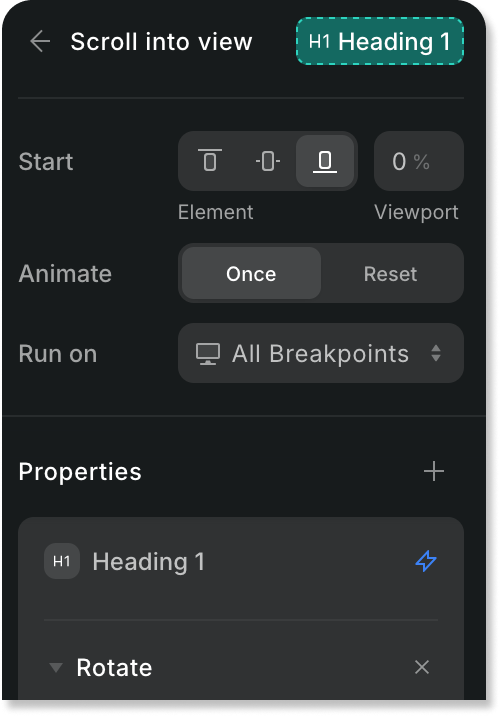 Scroll into view H1 Heading 1
Start 0 %
Element Viewport
Animate Once Reset
Run on All Breakpoints
Properties
H1 Heading 1
Rotate